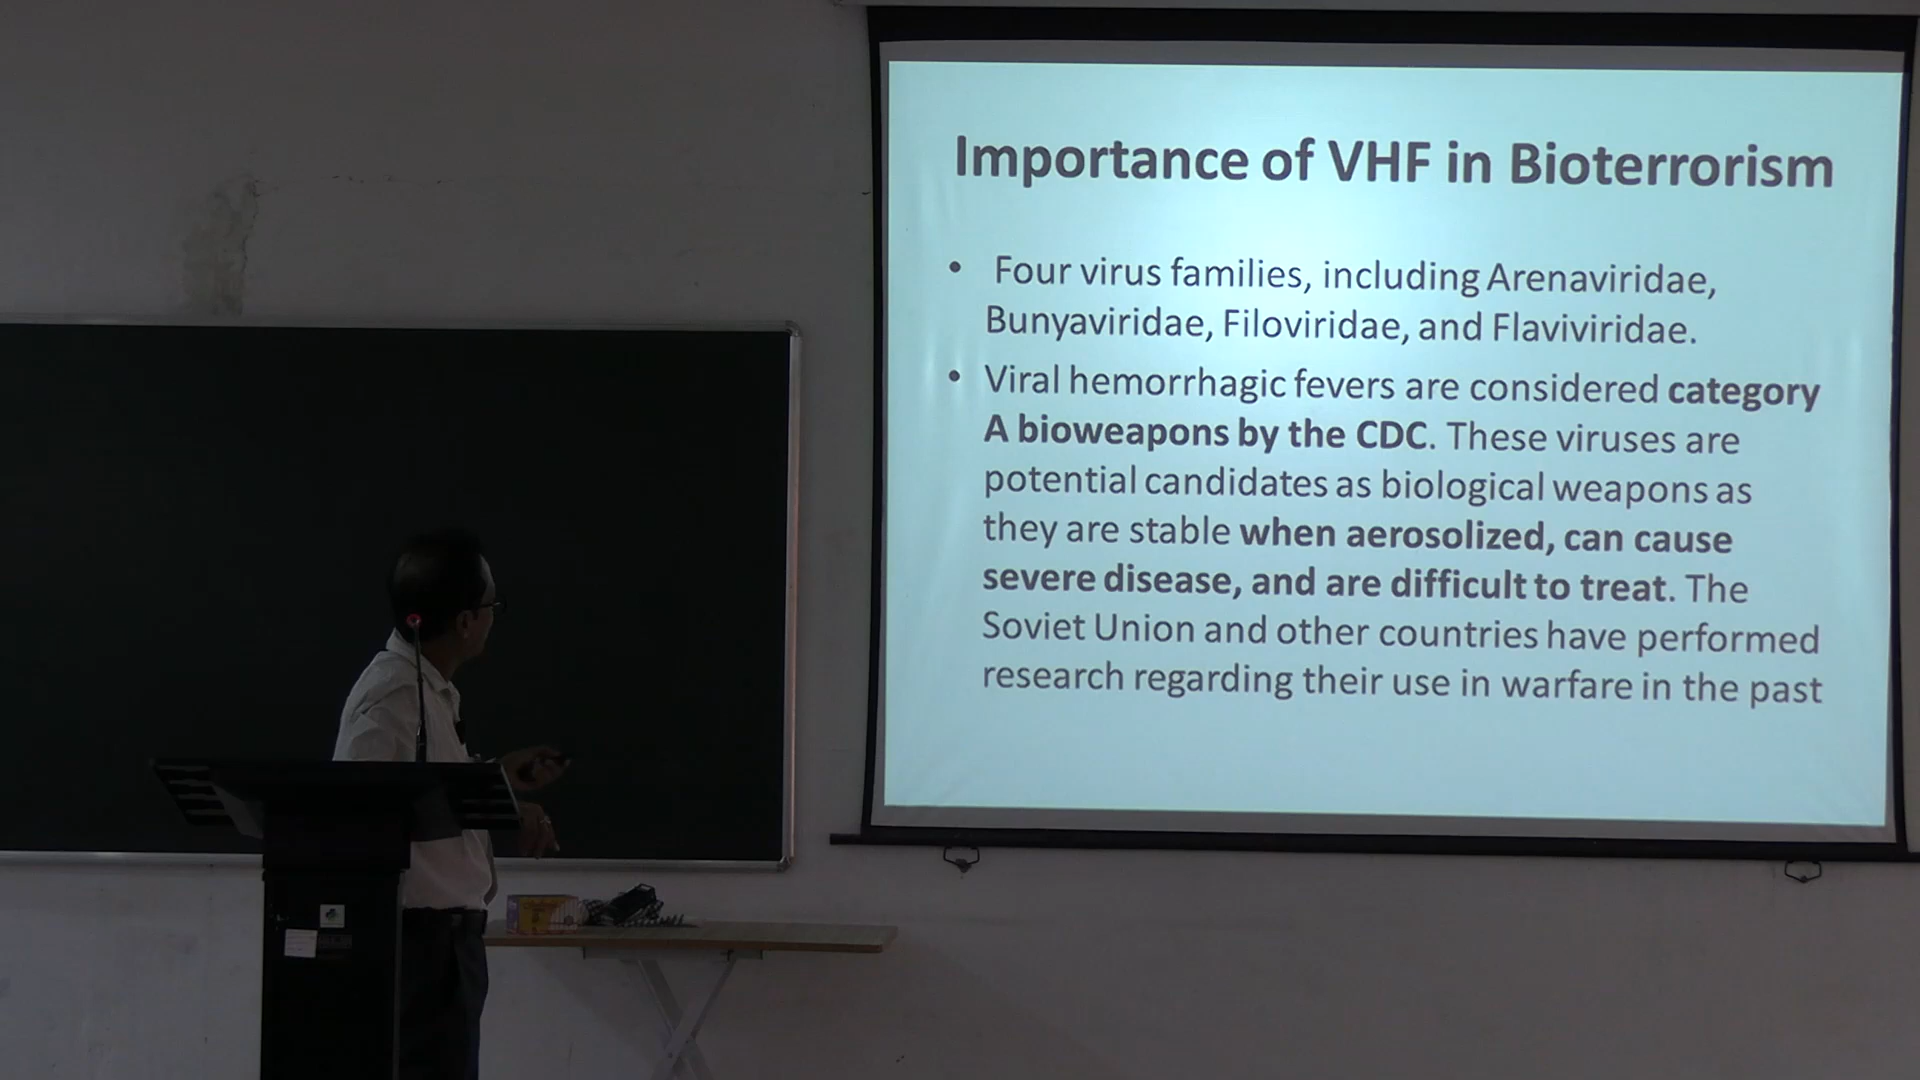 Importance of VHF in Bioterrorism
• Four virus families, including Arenaviridae,
Bunyaviridae, Filoviridae, and Flaviviridae.
• Viral hemorrhagic fevers are considered category
A bioweapons by the CDC. These viruses are
potential candidates as biological weapons as
they are stable when aerosolized, can cause
severe disease, and are difficult to treat. The
Soviet Union and other countries have performed
research regarding their use in warfare in the past